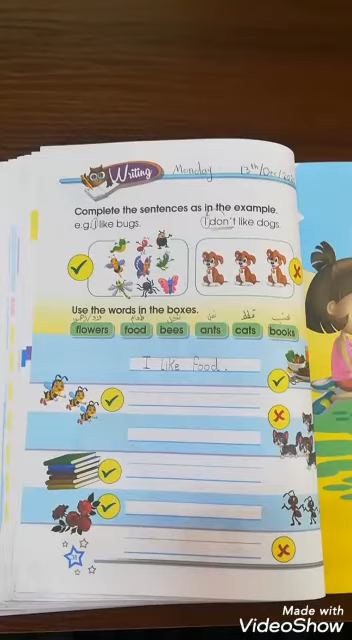 Writing Monday 13th/Dec/
Complete the sentences as in the example.
e.g. I like bugs. I don't like dogs.
Use the words in the boxes.
flowers food bees ants cats books
I like food.
Made with
VideoShow